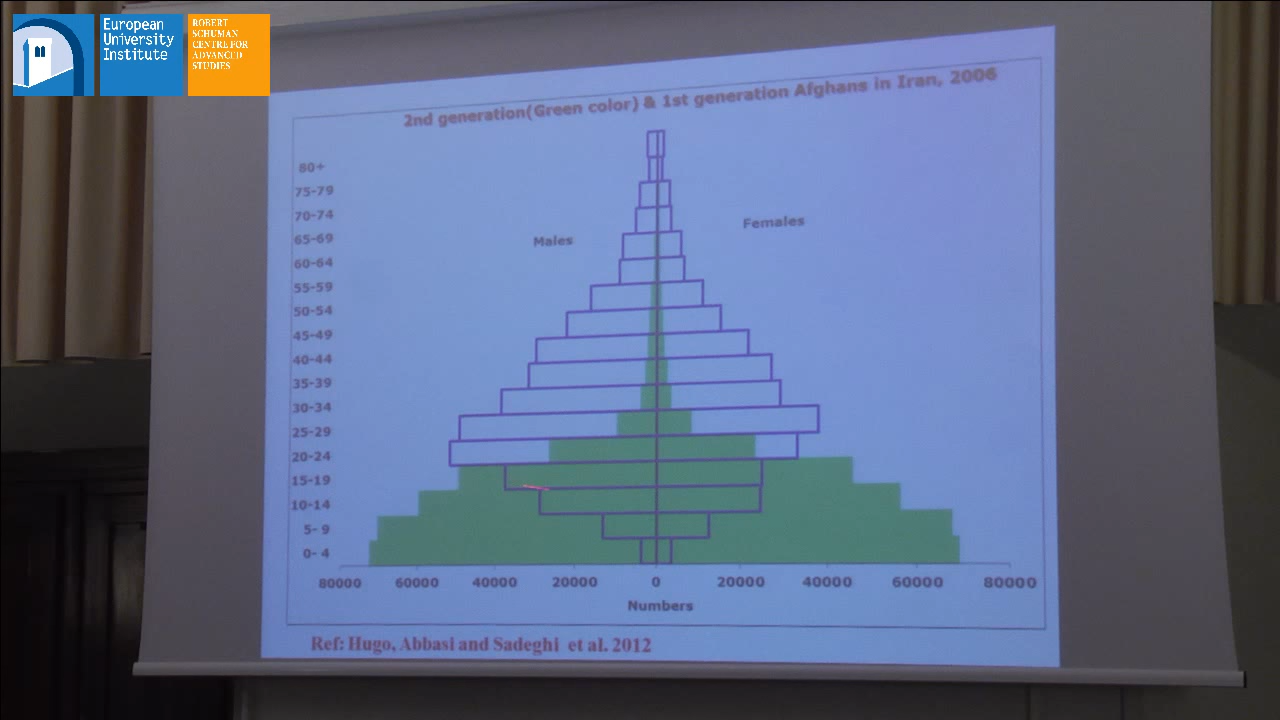 European
University
Institute
ROBERT
SCHUMAN
CENTRE FOR
ADVANCED
STUDIES
2nd generation(Green color) & 1st generation Afghans in Iran, 2006
80+
75-79
70-74
65-69
60-64
55-59
50-54
45-49
40-44
35-39
30-34
25-29
20-24
15-19
10-14
5- 9
0- 4
Males
Females
80000 60000 40000 20000 0 20000 40000 60000 80000
Numbers
Ref: Hugo, Abbasi and Sadeghi et al. 2012